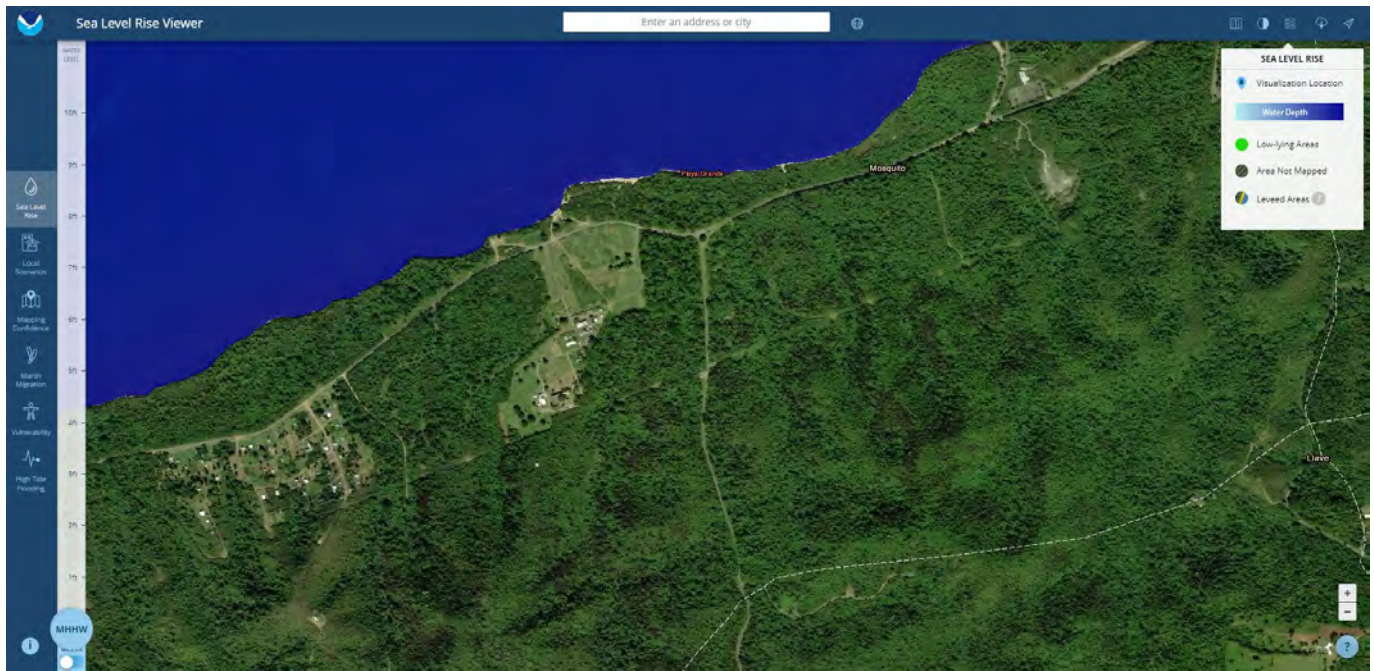 Sea Level Rise Viewer
Enter an address or city
WATER
LEVEL
10ft
9ft
8ft
7ft
6ft
5ft
4ft
3ft
2ft
1ft
MHHW
Sea Level
Rise
Local
Scenarios
Mapping
Confidence
Marsh
Migration
Vulnerability
High Tide
Flooding
i
Playa Grande
Mosquito
Llave
SEA LEVEL RISE
Visualization Location
Water Depth
Low-lying Areas
Area Not Mapped
Leveed Areas
+
-
?